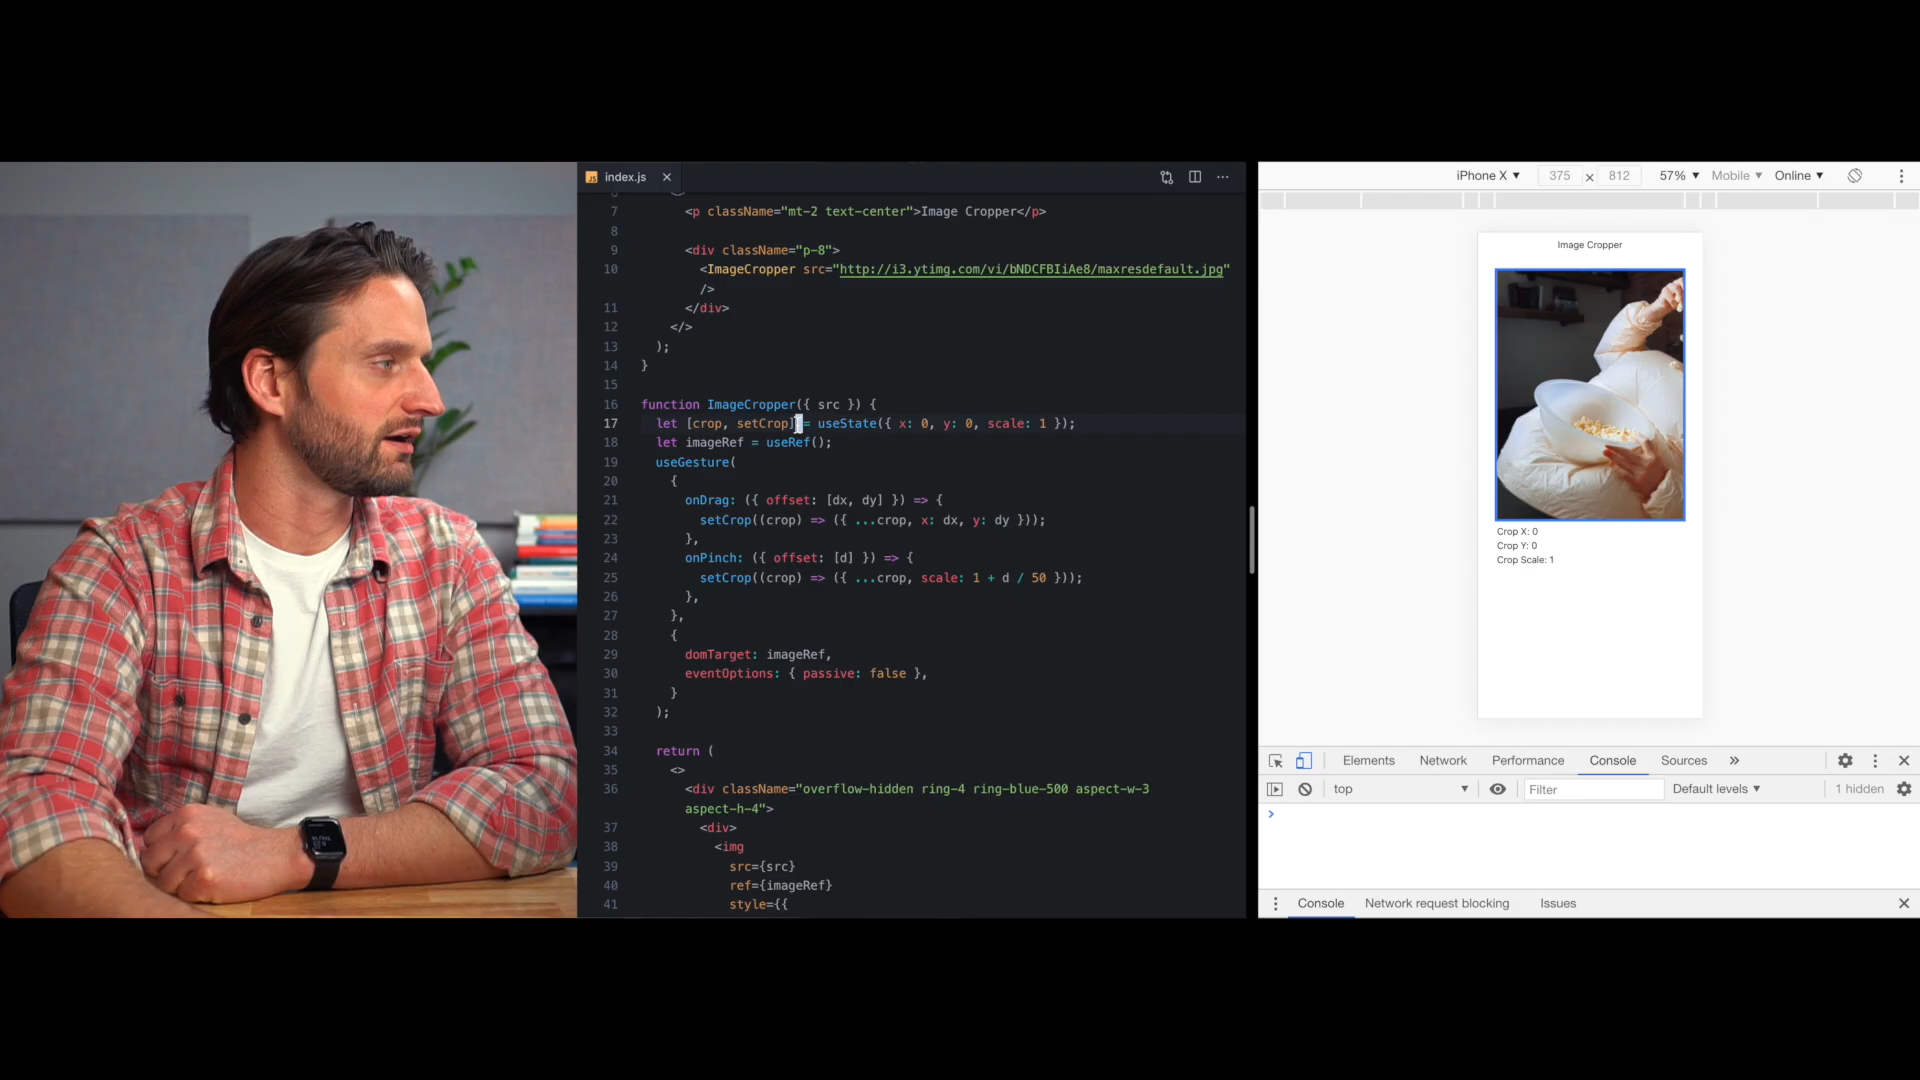 index.js
7 <p className="mt-2 text-center">Image Cropper</p>
8
9 <div className="p-8">
10 <ImageCropper src="http://i3.ytimg.com/vi/bNDCFBIiAe8/maxresdefault.jpg"
/>
11 </div>
12 </>
13 );
14 }
15
16 function ImageCropper({ src }) {
17 let [crop, setCrop] = useState({ x: 0, y: 0, scale: 1 });
18 let imageRef = useRef();
19 useGesture(
20 {
21 onDrag: ({ offset: [dx, dy] }) => {
22 setCrop((crop) => ({ ...crop, x: dx, y: dy }));
23 },
24 onPinch: ({ offset: [d] }) => {
25 setCrop((crop) => ({ ...crop, scale: 1 + d / 50 }));
26 },
27 },
28 {
29 domTarget: imageRef,
30 eventOptions: { passive: false },
31 }
32 );
33
34 return (
35 <>
36 <div className="overflow-hidden ring-4 ring-blue-500 aspect-w-3
aspect-h-4">
37 <div>
38 <img
39 src={src}
40 ref={imageRef}
41 style={{
iPhone X 375 × 812 57% Mobile Online
Image Cropper
Crop X: 0
Crop Y: 0
Crop Scale: 1
Elements Network Performance Console Sources »
top Filter Default levels 1 hidden
Console Network request blocking Issues